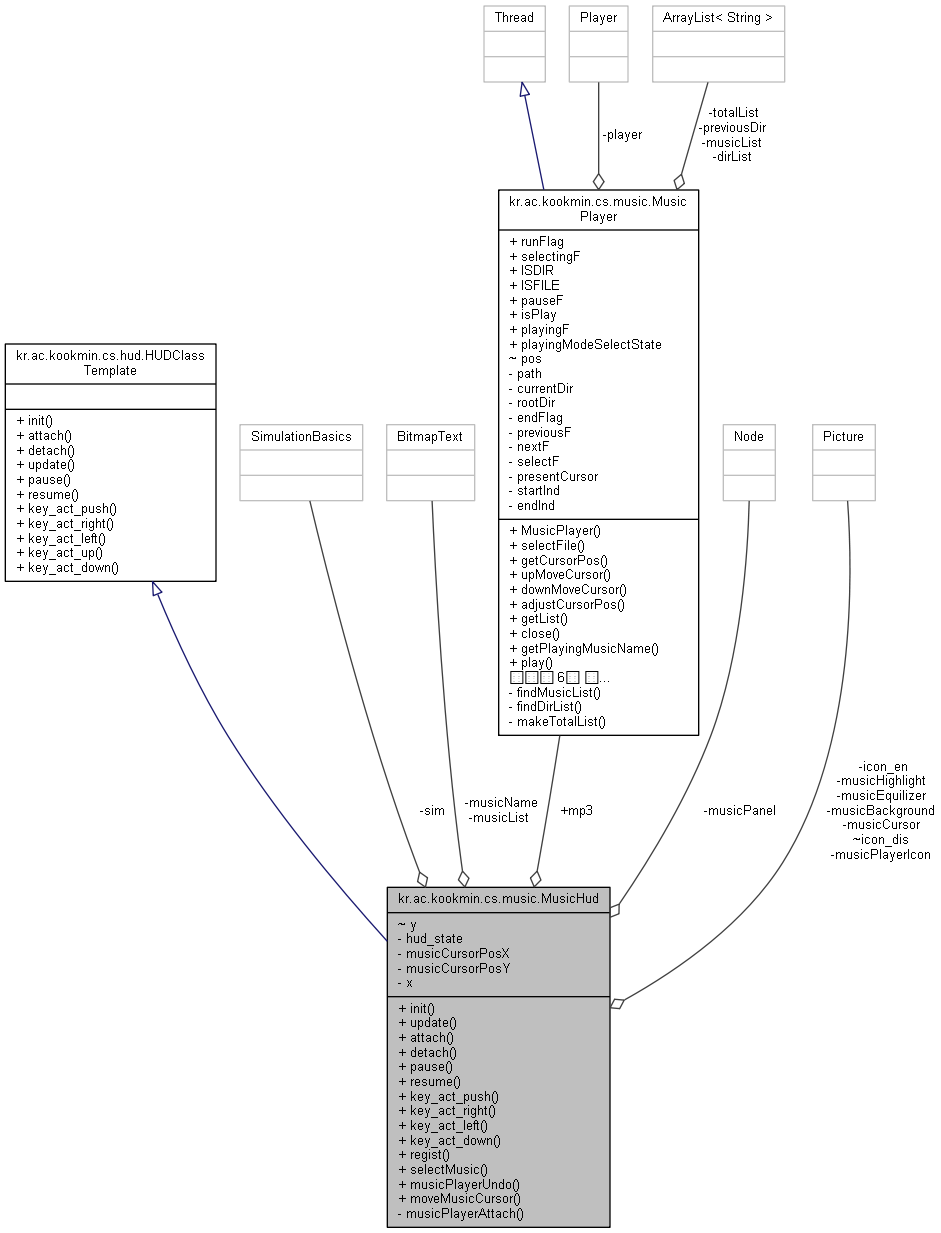 Thread
Player
ArrayList< String >
-totalList
-previousDir
-musicList
-dirList
-player
kr.ac.kookmin.cs.music.Music
Player
+ runFlag
+ selectingF
+ ISDIR
+ ISFILE
+ pauseF
+ isPlay
+ playingF
+ playingModeSelectState
~ pos
- path
- currentDir
- rootDir
- endFlag
- previousF
- nextF
- selectF
- presentCursor
- startInd
- endInd
+ MusicPlayer()
+ selectFile()
+ getCursorPos()
+ upMoveCursor()
+ downMoveCursor()
+ adjustCursorPos()
+ getList()
+ close()
+ getPlayingMusicName()
+ play()
6 ...
- findMusicList()
- findDirList()
- makeTotalList()
kr.ac.kookmin.cs.hud.HUDClass
Template
+ init()
+ attach()
+ detach()
+ update()
+ pause()
+ resume()
+ key_act_push()
+ key_act_right()
+ key_act_left()
+ key_act_up()
+ key_act_down()
SimulationBasics
BitmapText
Node
Picture
-sim
-musicName
-musicList
+mp3
-musicPanel
-icon_en
-musicHighlight
-musicEquilizer
-musicBackground
-musicCursor
~icon_dis
-musicPlayerIcon
kr.ac.kookmin.cs.music.MusicHud
~ y
- hud_state
- musicCursorPosX
- musicCursorPosY
- x
+ init()
+ update()
+ attach()
+ detach()
+ pause()
+ resume()
+ key_act_push()
+ key_act_right()
+ key_act_left()
+ key_act_down()
+ regist()
+ selectMusic()
+ musicPlayerUndo()
+ moveMusicCursor()
- musicPlayerAttach()